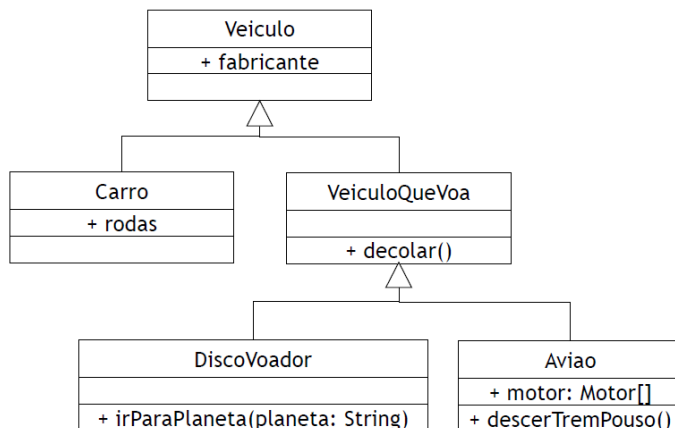 Veiculo
+ fabricante
Carro
+ rodas
VeiculoQueVoa
+ decolar()
DiscoVoador
+ irParaPlaneta(planeta: String)
Aviao
+ motor: Motor[]
+ descerTremPouso()